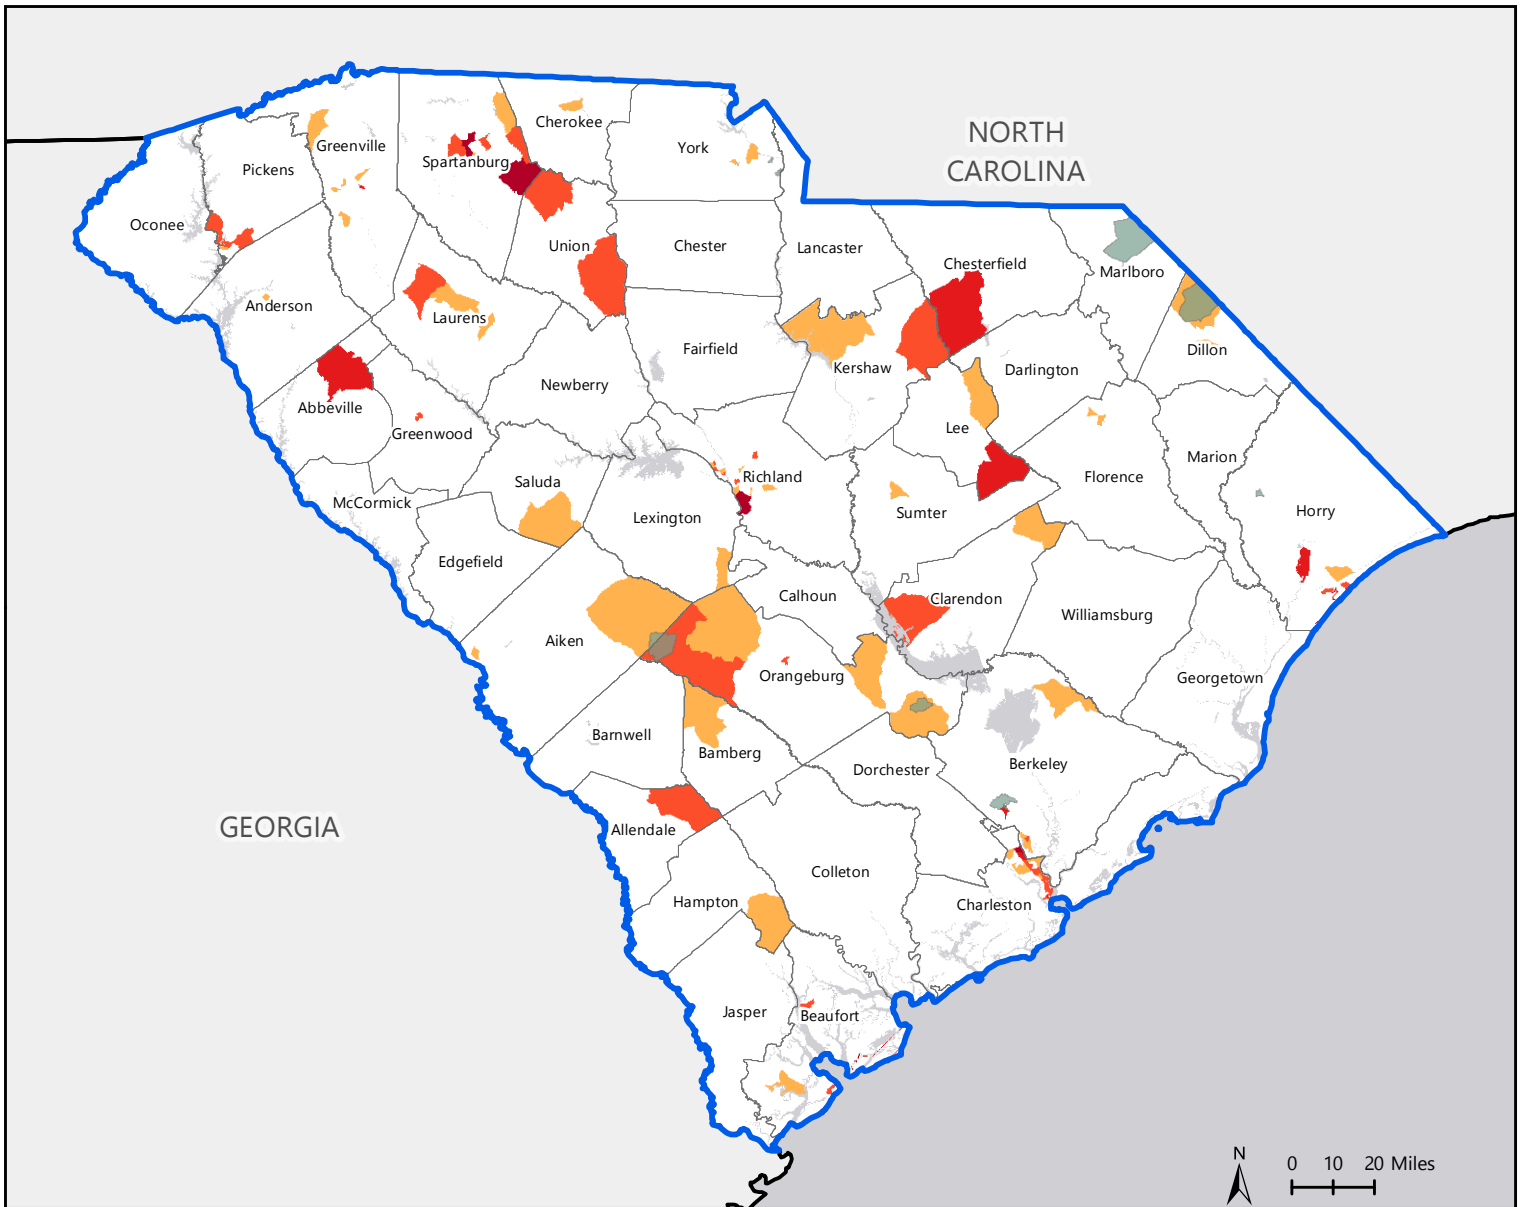 NORTH
CAROLINA
Cherokee
York
Greenville
Spartanburg
Pickens
Oconee
Union
Chester
Lancaster
Chesterfield
Marlboro
Anderson
Laurens
Fairfield
Kershaw
Darlington
Dillon
Newberry
Abbeville
Greenwood
Lee
Marion
Richland
Florence
Saluda
McCormick
Lexington
Sumter
Horry
Edgefield
Calhoun
Clarendon
Williamsburg
Aiken
Orangeburg
Georgetown
Barnwell
Bamberg
Dorchester
Berkeley
GEORGIA
Allendale
Colleton
Hampton
Charleston
Jasper
Beaufort
N
0 10 20 Miles